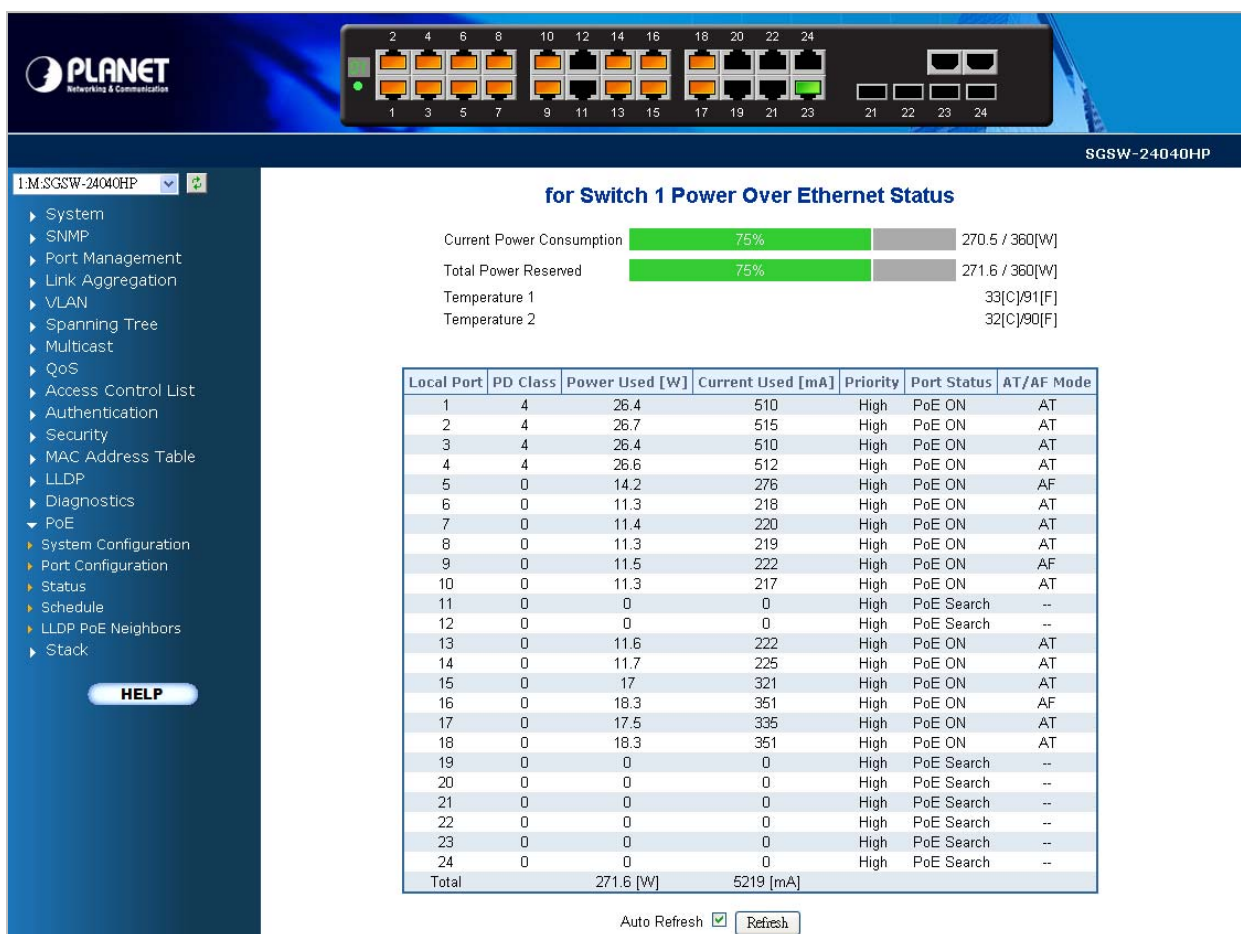 PLANET
Networking & Communication
2 4 6 8 10 12 14 16 18 20 22 24
1 3 5 7 9 11 13 15 17 19 21 23 21 22 23 24
SGSW-24040HP
1:M:SGSW-24040HP
System
SNMP
Port Management
Link Aggregation
VLAN
Spanning Tree
Multicast
QoS
Access Control List
Authentication
Security
MAC Address Table
LLDP
Diagnostics
PoE
System Configuration
Port Configuration
Status
Schedule
LLDP PoE Neighbors
Stack
HELP
for Switch 1 Power Over Ethernet Status
Current Power Consumption 75% 270.5 / 360[W]
Total Power Reserved 75% 271.6 / 360[W]
Temperature 1 33[C]/91[F]
Temperature 2 32[C]/90[F]
Local Port PD Class Power Used [W] Current Used [mA] Priority Port Status AT/AF Mode
1 4 26.4 510 High PoE ON AT
2 4 26.7 515 High PoE ON AT
3 4 26.4 510 High PoE ON AT
4 4 26.6 512 High PoE ON AT
5 0 14.2 276 High PoE ON AF
6 0 11.3 218 High PoE ON AT
7 0 11.4 220 High PoE ON AT
8 0 11.3 219 High PoE ON AT
9 0 11.5 222 High PoE ON AF
10 0 11.3 217 High PoE ON AT
11 0 0 0 High PoE Search --
12 0 0 0 High PoE Search --
13 0 11.6 222 High PoE ON AT
14 0 11.7 225 High PoE ON AT
15 0 17 321 High PoE ON AT
16 0 18.3 351 High PoE ON AF
17 0 17.5 335 High PoE ON AT
18 0 18.3 351 High PoE ON AT
19 0 0 0 High PoE Search --
20 0 0 0 High PoE Search --
21 0 0 0 High PoE Search --
22 0 0 0 High PoE Search --
23 0 0 0 High PoE Search --
24 0 0 0 High PoE Search --
Total 271.6 [W] 5219 [mA]
Auto Refresh Refresh